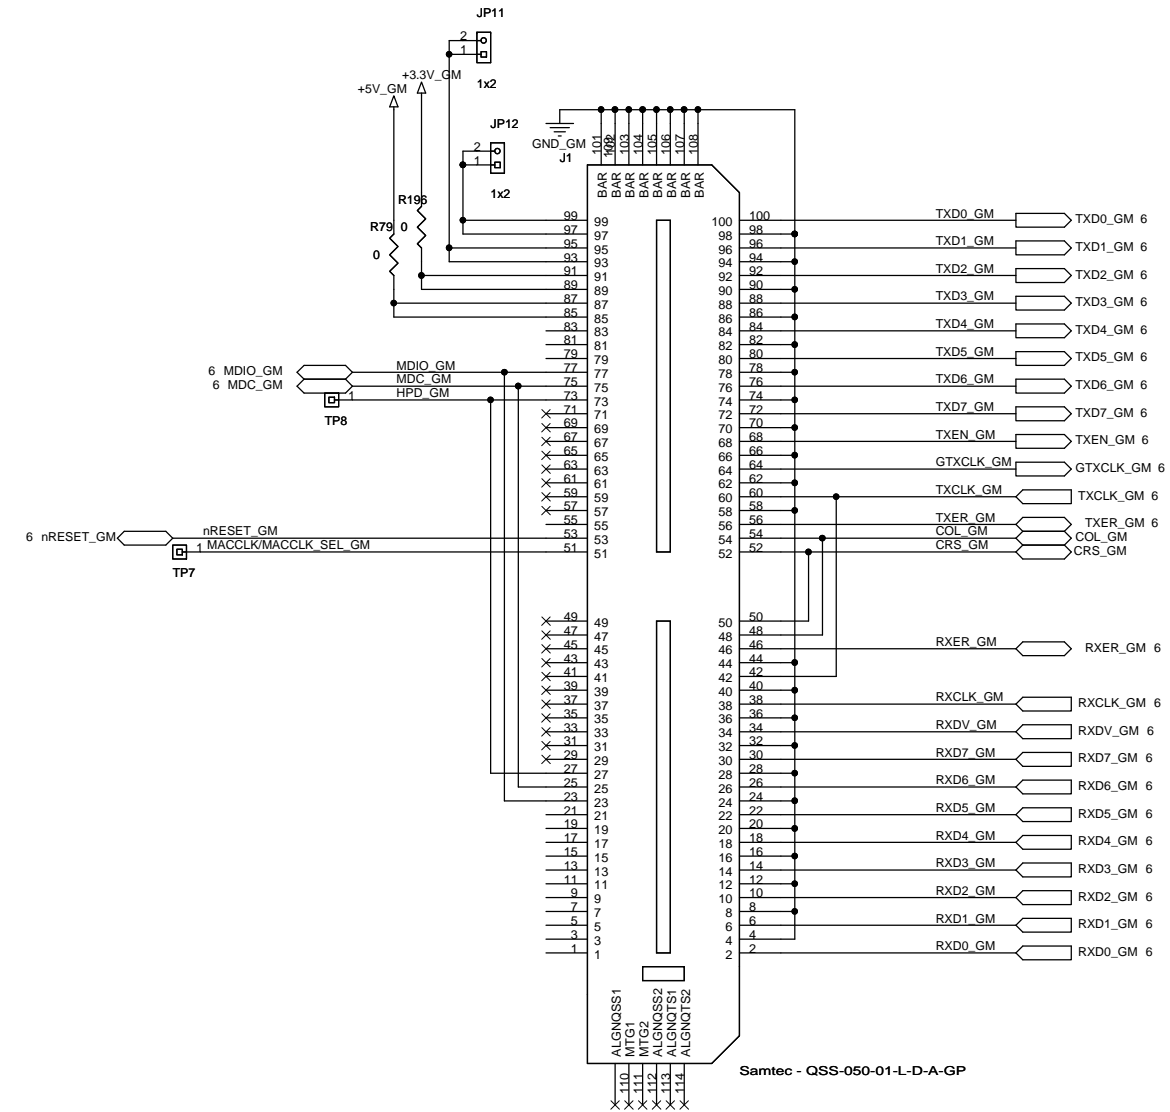 JP11
2
1
1x2
+3.3V_GM
+5V_GM
JP12
2
1
1x2
GND_GM
J1
101
109
102
103
104
105
106
107
108
BAR
BAR
BAR
BAR
BAR
BAR
BAR
BAR
R196
0
R79
0
99 99 100 100 TXD0_GM TXD0_GM 6
97 97 98 98
95 95 96 96 TXD1_GM TXD1_GM 6
93 93 94 94
91 91 92 92 TXD2_GM TXD2_GM 6
89 89 90 90
87 87 88 88 TXD3_GM TXD3_GM 6
85 85 86 86
83 83 84 84 TXD4_GM TXD4_GM 6
81 81 82 82
79 79 80 80 TXD5_GM TXD5_GM 6
6 MDIO_GM MDIO_GM 77 77 78 78
6 MDC_GM MDC_GM 75 75 76 76 TXD6_GM TXD6_GM 6
1 HPD_GM 73 73 74 74
TP8
71 71 72 72 TXD7_GM TXD7_GM 6
69 69 70 70
67 67 68 68 TXEN_GM TXEN_GM 6
65 65 66 66
63 63 64 64 GTXCLK_GM GTXCLK_GM 6
61 61 62 62
59 59 60 60 TXCLK_GM TXCLK_GM 6
57 57 58 58
55 55 56 56 TXER_GM TXER_GM 6
6 nRESET_GM nRESET_GM 53 53 54 54 COL_GM COL_GM
1 MACCLK/MACCLK_SEL_GM 51 51 52 52 CRS_GM CRS_GM
TP7
49 49 50 50
47 47 48 48
45 45 46 46 RXER_GM RXER_GM 6
43 43 44 44
41 41 42 42
39 39 40 40
37 37 38 38 RXCLK_GM RXCLK_GM 6
35 35 36 36
33 33 34 34 RXDV_GM RXDV_GM 6
31 31 32 32
29 29 30 30 RXD7_GM RXD7_GM 6
27 27 28 28
25 25 26 26 RXD6_GM RXD6_GM 6
23 23 24 24
21 21 22 22 RXD5_GM RXD5_GM 6
19 19 20 20
17 17 18 18 RXD4_GM RXD4_GM 6
15 15 16 16
13 13 14 14 RXD3_GM RXD3_GM 6
11 11 12 12
9 9 10 10 RXD2_GM RXD2_GM 6
7 7 8 8
5 5 6 6 RXD1_GM RXD1_GM 6
3 3 4 4
1 1 2 2 RXD0_GM RXD0_GM 6
ALGNQSS1
MTG1
MTG2
ALGNQSS2
ALGNQTS1
ALGNQTS2
110
111
112
113
114
Samtec - QSS-050-01-L-D-A-GP